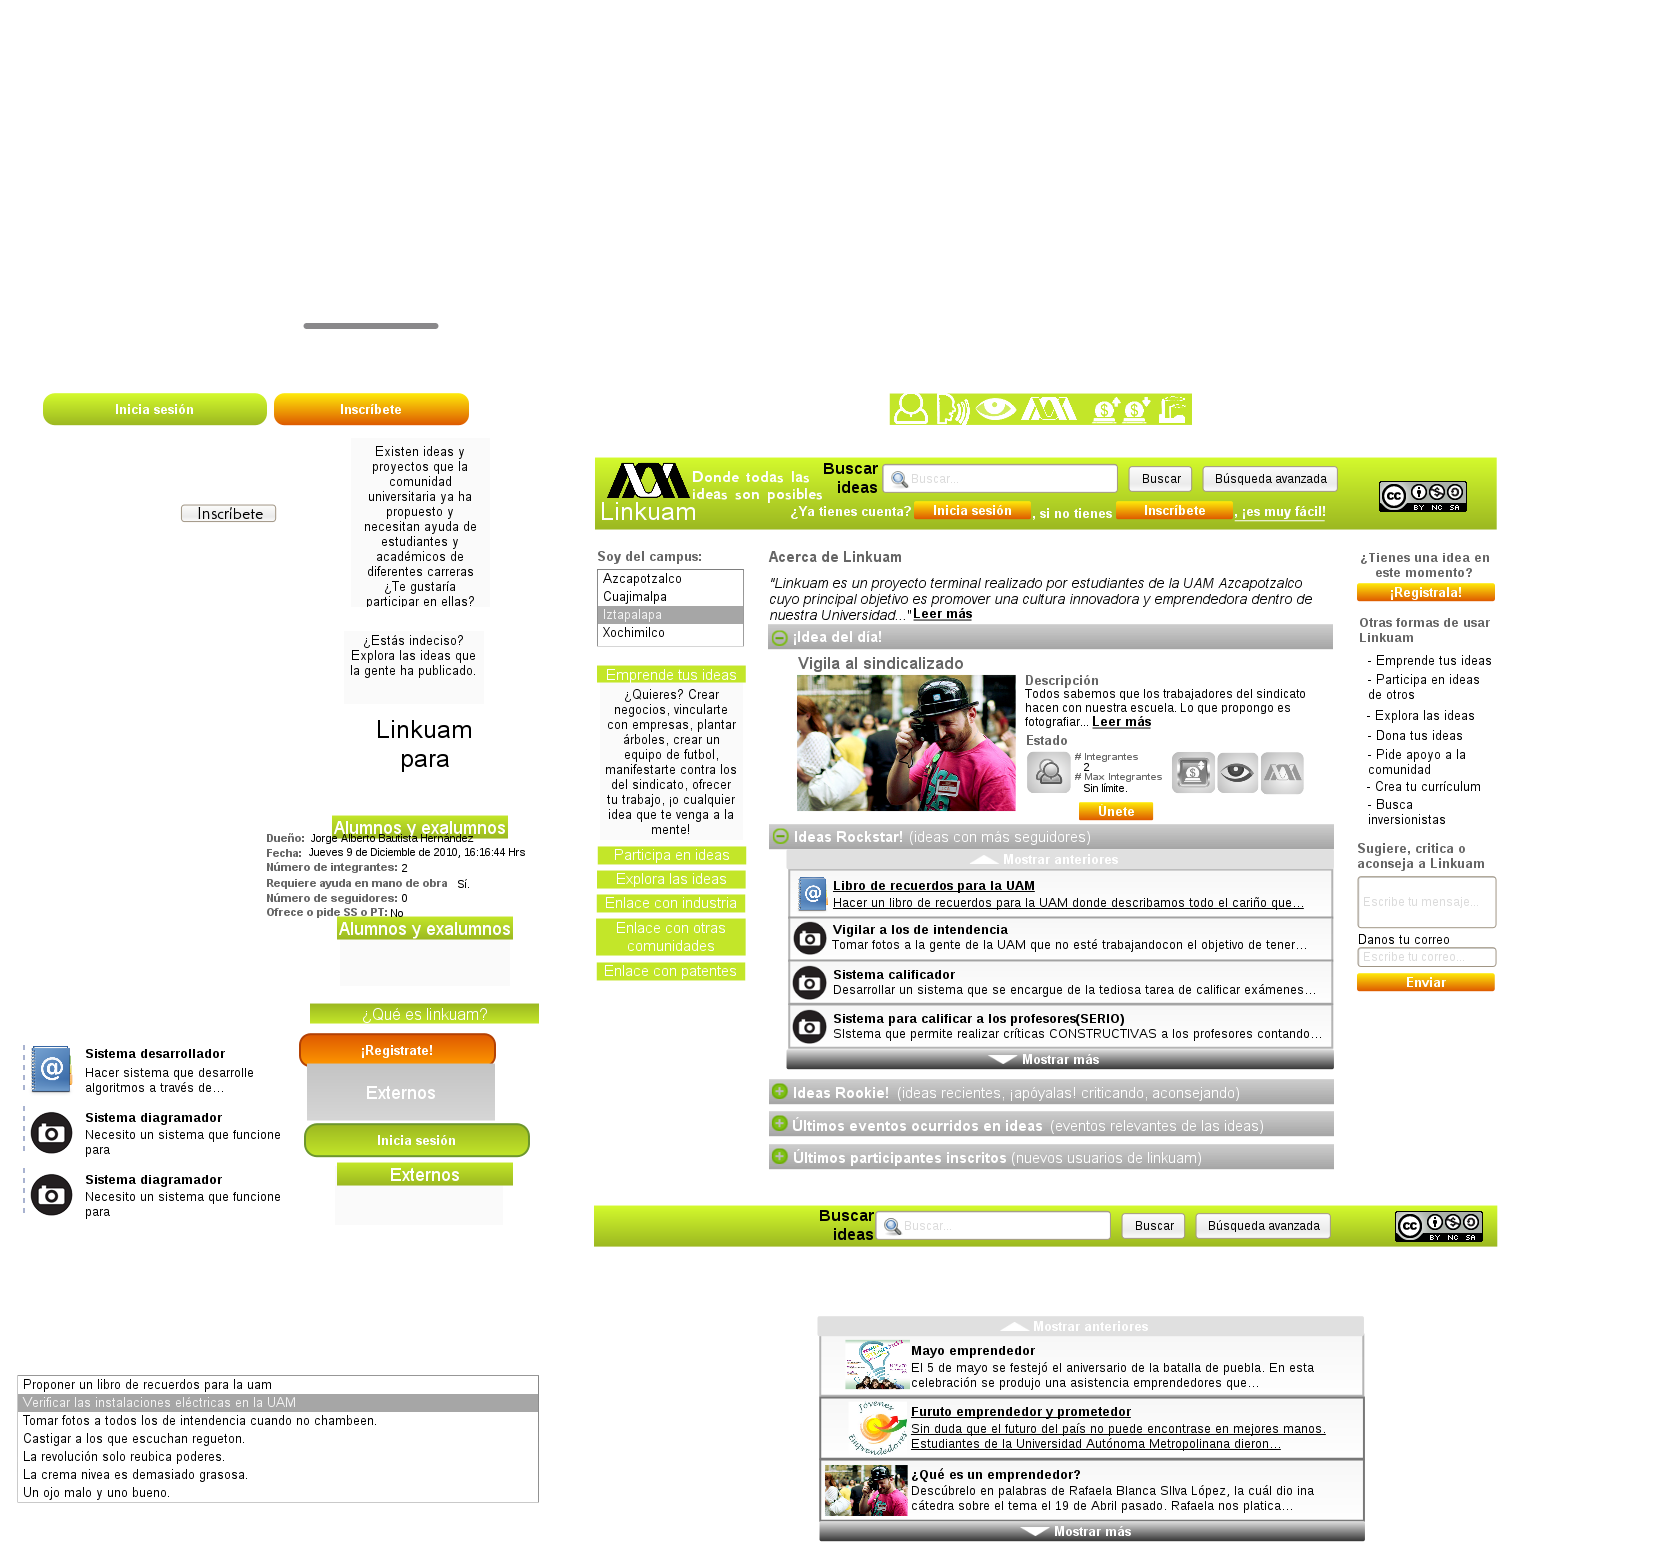 Inicia sesión
Inscríbete
Existen ideas y
proyectos que la
comunidad
universitaria ya ha
propuesto y
necesitan ayuda de
estudiantes y
académicos de
diferentes carreras
¿Te gustaría
participar en ellas?
Inscríbete
¿Estás indeciso?
Explora las ideas que
la gente ha publicado.
Linkuam
para
Alumnos y exalumnos
Dueño: Jorge Alberto Bautista Hernández
Fecha: Jueves 9 de Diciemble de 2010, 16:16:44 Hrs
Número de integrantes: 2
Requiere ayuda en mano de obra Sí.
Número de seguidores: 0
Ofrece o pide SS o PT: No
Alumnos y exalumnos
¿Qué es linkuam?
¡Registrate!
Externos
Inicia sesión
Externos
Sistema desarrollador
Hacer sistema que desarrolle
algoritmos a través de...
Sistema diagramador
Necesito un sistema que funcione
para
Sistema diagramador
Necesito un sistema que funcione
para
Proponer un libro de recuerdos para la uam
Verificar las instalaciones eléctricas en la UAM
Tomar fotos a todos los de intendencia cuando no chambeen.
Castigar a los que escuchan regueton.
La revolución solo reubica poderes.
La crema nivea es demasiado grasosa.
Un ojo malo y uno bueno.
Linkuam
Donde todas las
ideas son posibles
Buscar
ideas
Buscar...
Buscar
Búsqueda avanzada
¿Ya tienes cuenta? Inicia sesión , si no tienes Inscríbete , ¡es muy fácil!
cc
BY NC SA
Soy del campus:
Azcapotzalco
Cuajimalpa
Iztapalapa
Xochimilco
Emprende tus ideas
¿Quieres? Crear
negocios, vincularte
con empresas, plantar
árboles, crear un
equipo de futbol,
manifestarte contra los
del sindicato, ofrecer
tu trabajo, ¡o cualquier
idea que te venga a la
mente!
Participa en ideas
Explora las ideas
Enlace con industria
Enlace con otras
comunidades
Enlace con patentes
Acerca de Linkuam
"Linkuam es un proyecto terminal realizado por estudiantes de la UAM Azcapotzalco
cuyo principal objetivo es promover una cultura innovadora y emprendedora dentro de
nuestra Universidad..." Leer más
¡Idea del día!
Vigila al sindicalizado
Descripción
Todos sabemos que los trabajadores del sindicato
hacen con nuestra escuela. Lo que propongo es
fotografiar... Leer más
Estado
# Integrantes
2
# Max Integrantes
Sin límite.
Únete
Ideas Rockstar! (ideas con más seguidores)
Mostrar anteriores
Libro de recuerdos para la UAM
Hacer un libro de recuerdos para la UAM donde describamos todo el cariño que...
Vigilar a los de intendencia
Tomar fotos a la gente de la UAM que no esté trabajandocon el objetivo de tener...
Sistema calificador
Desarrollar un sistema que se encargue de la tediosa tarea de calificar exámenes...
Sistema para calificar a los profesores(SERIO)
SIstema que permite realizar críticas CONSTRUCTIVAS a los profesores contando...
Mostrar más
Ideas Rookie! (ideas recientes, ¡apóyalas! criticando, aconsejando)
Últimos eventos ocurridos en ideas (eventos relevantes de las ideas)
Últimos participantes inscritos (nuevos usuarios de linkuam)
¿Tienes una idea en
este momento?
¡Registrala!
Otras formas de usar
Linkuam
- Emprende tus ideas
- Participa en ideas
de otros
- Explora las ideas
- Dona tus ideas
- Pide apoyo a la
comunidad
- Crea tu currículum
- Busca
inversionistas
Sugiere, critica o
aconseja a Linkuam
Escribe tu mensaje...
Danos tu correo
Escribe tu correo...
Enviar
Buscar
ideas
Buscar...
Buscar
Búsqueda avanzada
cc
BY NC SA
Mostrar anteriores
Mayo emprendedor
El 5 de mayo se festejó el aniversario de la batalla de puebla. En esta
celebración se produjo una asistencia emprendedores que...
Jóvenes
Emprendedores
Furuto emprendedor y prometedor
Sin duda que el futuro del país no puede encontrase en mejores manos.
Estudiantes de la Universidad Autónoma Metropolinana dieron...
¿Qué es un emprendedor?
Descúbrelo en palabras de Rafaela Blanca SIlva López, la cuál dio ina
cátedra sobre el tema el 19 de Abril pasado. Rafaela nos platica...
Mostrar más